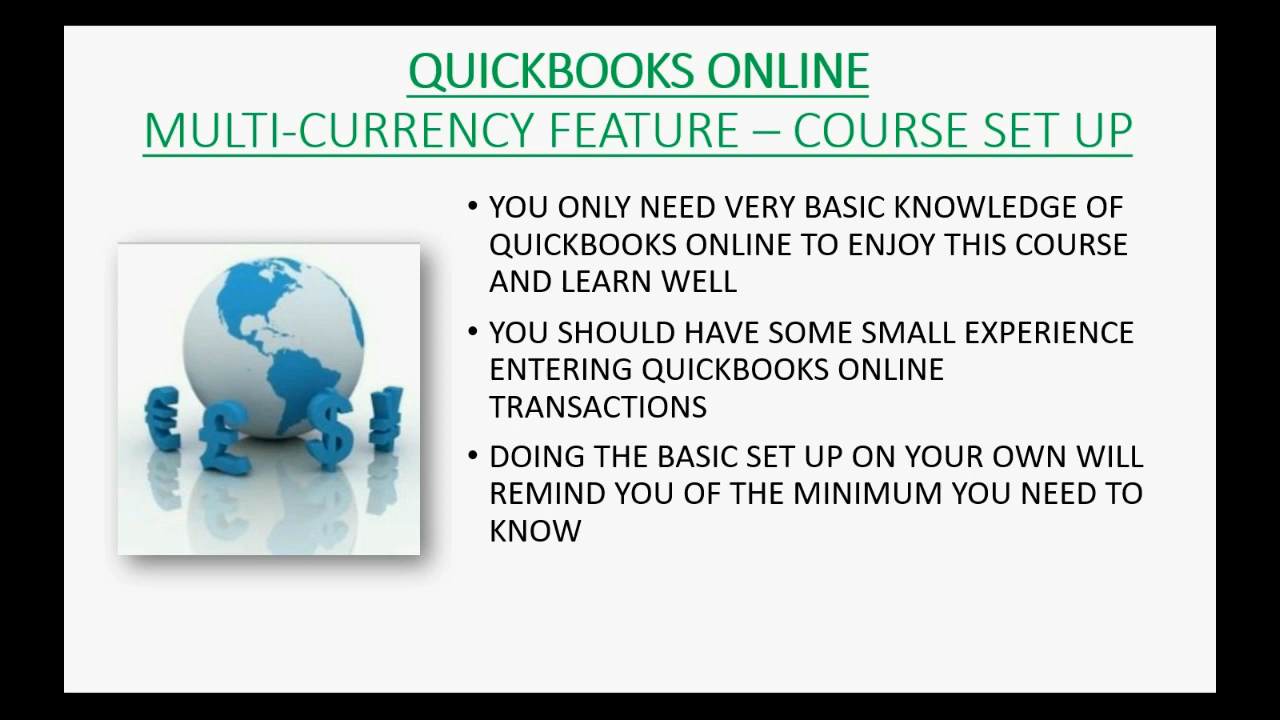 QUICKBOOKS ONLINE
MULTI-CURRENCY FEATURE – COURSE SET UP
• YOU ONLY NEED VERY BASIC KNOWLEDGE OF
QUICKBOOKS ONLINE TO ENJOY THIS COURSE
AND LEARN WELL
• YOU SHOULD HAVE SOME SMALL EXPERIENCE
ENTERING QUICKBOOKS ONLINE
TRANSACTIONS
• DOING THE BASIC SET UP ON YOUR OWN WILL
REMIND YOU OF THE MINIMUM YOU NEED TO
KNOW
€ £ $ ¥